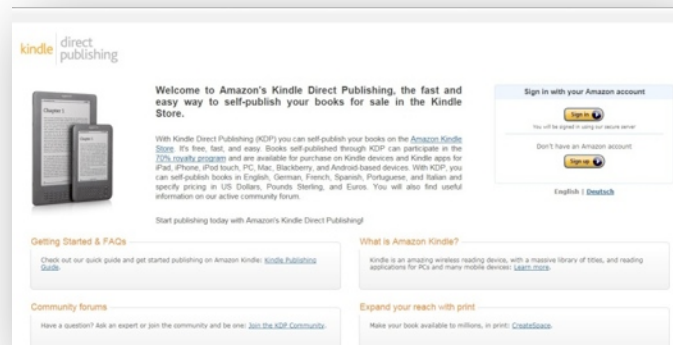 kindle direct
publishing
Welcome to Amazon's Kindle Direct Publishing, the fast and
easy way to self-publish your books for sale in the Kindle
Store.
With Kindle Direct Publishing (KDP) you can self-publish your books on the Amazon Kindle
Store. It's free, fast, and easy. Books self-published through KDP can participate in the
70% royalty program and are available for purchase on Kindle devices and Kindle apps for
iPad, iPhone, iPod touch, PC, Mac, Blackberry, and Android-based devices. With KDP, you
can self-publish books in English, German, French, Spanish, Portuguese, and Italian and
specify pricing in US Dollars, Pounds Sterling, and Euros. You will also find useful
information on our active community forum.
Start publishing today with Amazon's Kindle Direct Publishing!
Sign in with your Amazon account
Sign in
You will be signed in using our secure server
Don't have an Amazon account
Sign up
English | Deutsch
Getting Started & FAQs
Check out our quick guide and get started publishing on Amazon Kindle: Kindle Publishing
Guide.
What is Amazon Kindle?
Kindle is an amazing wireless reading device, with a massive library of titles, and reading
applications for PCs and many mobile devices: Learn more.
Community forums
Have a question? Ask an expert or join the community and be one: Join the KDP Community.
Expand your reach with print
Make your book available to millions, in print: CreateSpace.